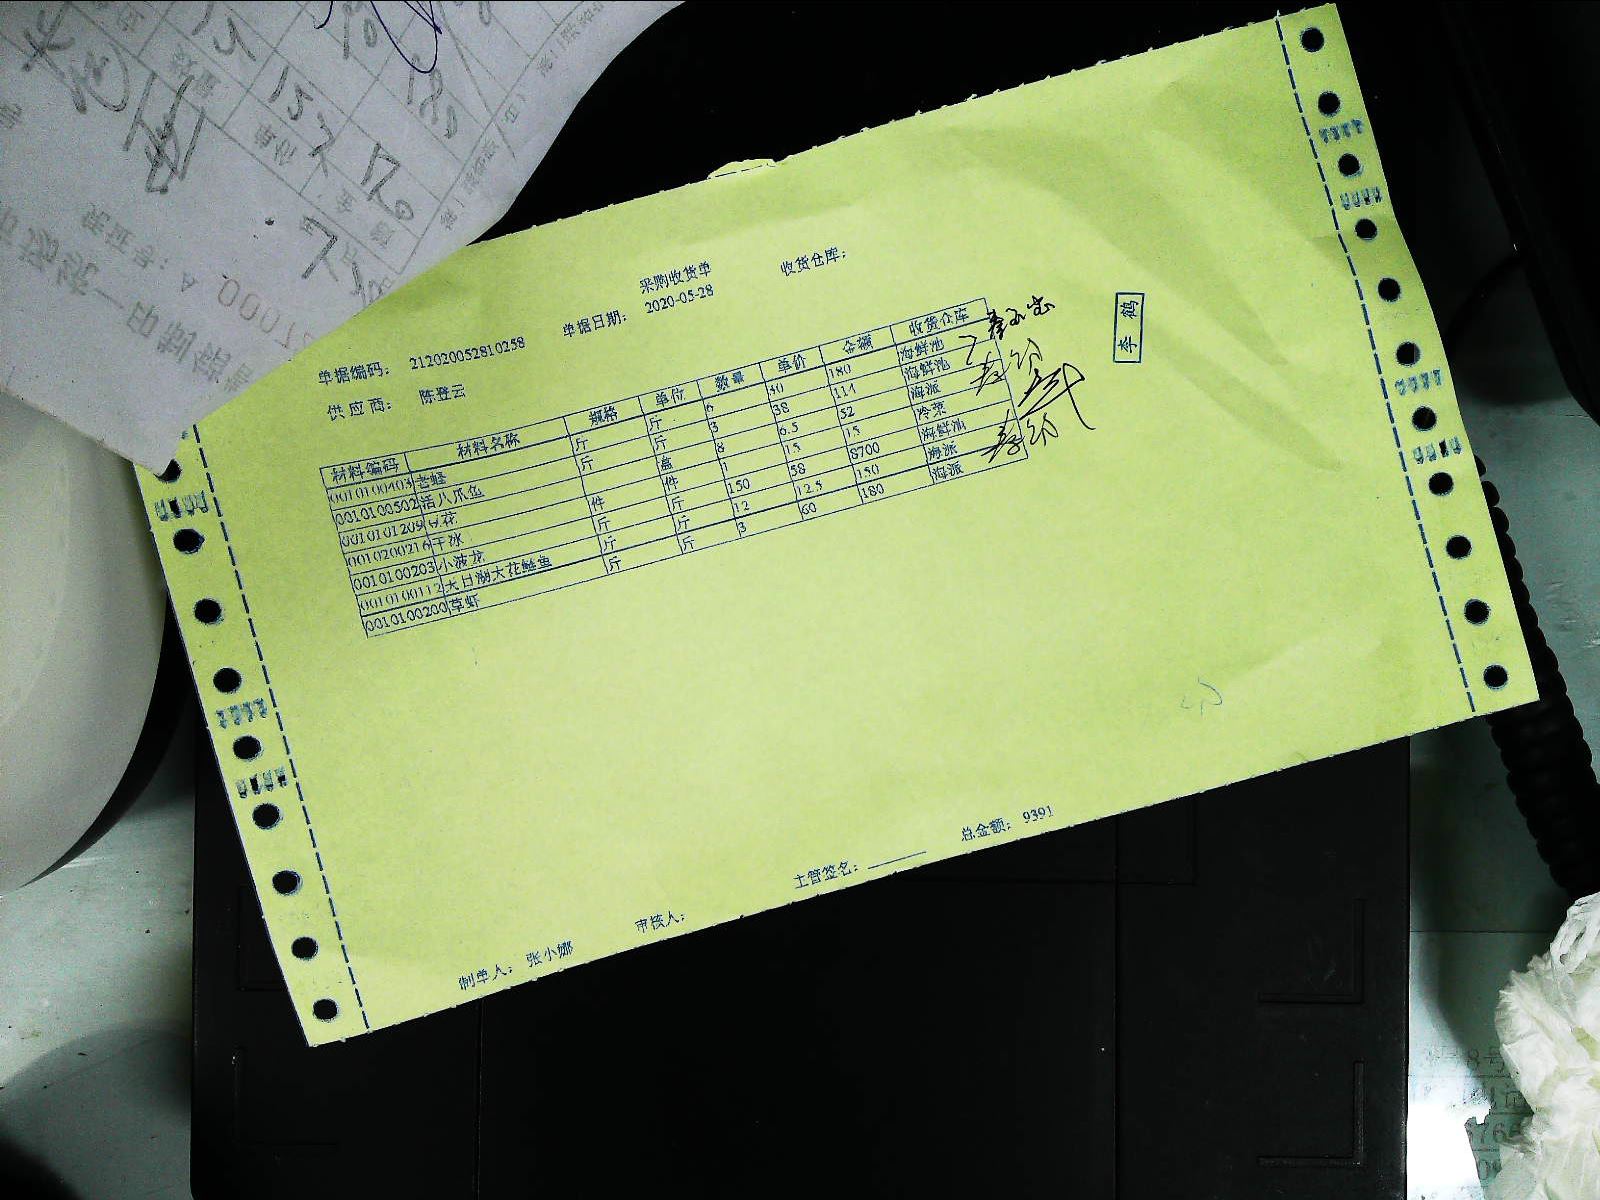 采购收货单
收货仓库:
单据编码: 212020052810258 单据日期: 2020-05-28
供应商: 陈登云
材料编码 材料名称 规格 单位 数量 单价 金额 收货仓库
0010100403 老蛏 斤 斤 6 30 180 海鲜池
0010100502 活八爪鱼 斤 斤 3 38 114 海鲜池
0010101209 豆花 盒 8 6.5 52 海派
0010200216 干冰 件 件 1 15 15 冷菜
0010100203 小波龙 斤 斤 150 58 8700 海鲜池
0010100112 大日湖大花鲢鱼 斤 斤 12 12.5 150 海派
0010100200 草虾 斤 斤 3 60 180 海派
李鹤
制单人: 张小娜 审核人: 主管签名: 总金额: 9391